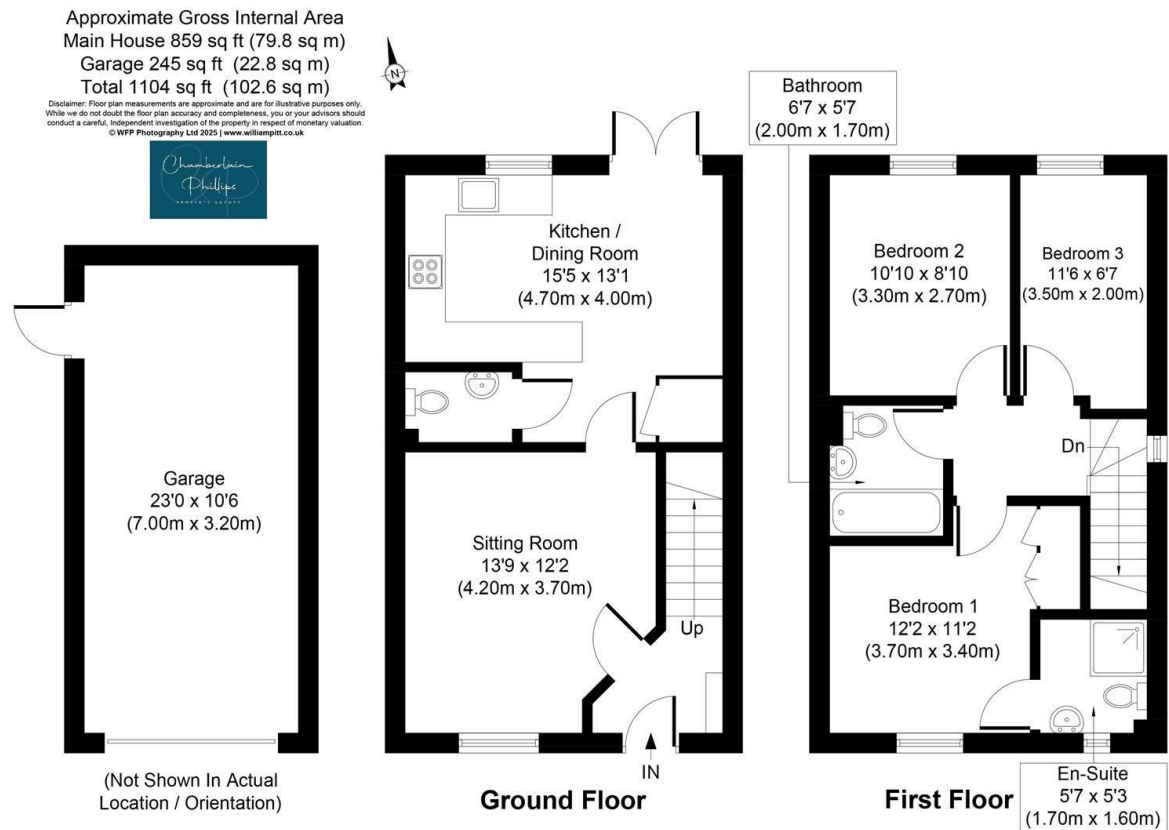 Approximate Gross Internal Area
Main House 859 sq ft (79.8 sq m)
Garage 245 sq ft (22.8 sq m)
Total 1104 sq ft (102.6 sq m)
Disclaimer: Floor plan measurements are approximate and are for illustrative purposes only.
While we do not doubt the floor plan accuracy and completeness, you or your advisors should
conduct a careful, Independent investigation of the property in respect of monetary valuation.
© WFP Photography Ltd 2025 | www.williampitt.co.uk
Chamberlain
Phillips
PROPERTY AGENTS
N
Garage
23'0 x 10'6
(7.00m x 3.20m)
(Not Shown In Actual
Location / Orientation)
Kitchen /
Dining Room
15'5 x 13'1
(4.70m x 4.00m)
Sitting Room
13'9 x 12'2
(4.20m x 3.70m)
Up
IN
Ground Floor
Bathroom
6'7 x 5'7
(2.00m x 1.70m)
Bedroom 2
10'10 x 8'10
(3.30m x 2.70m)
Bedroom 3
11'6 x 6'7
(3.50m x 2.00m)
Dn
Bedroom 1
12'2 x 11'2
(3.70m x 3.40m)
En-Suite
5'7 x 5'3
(1.70m x 1.60m)
First Floor